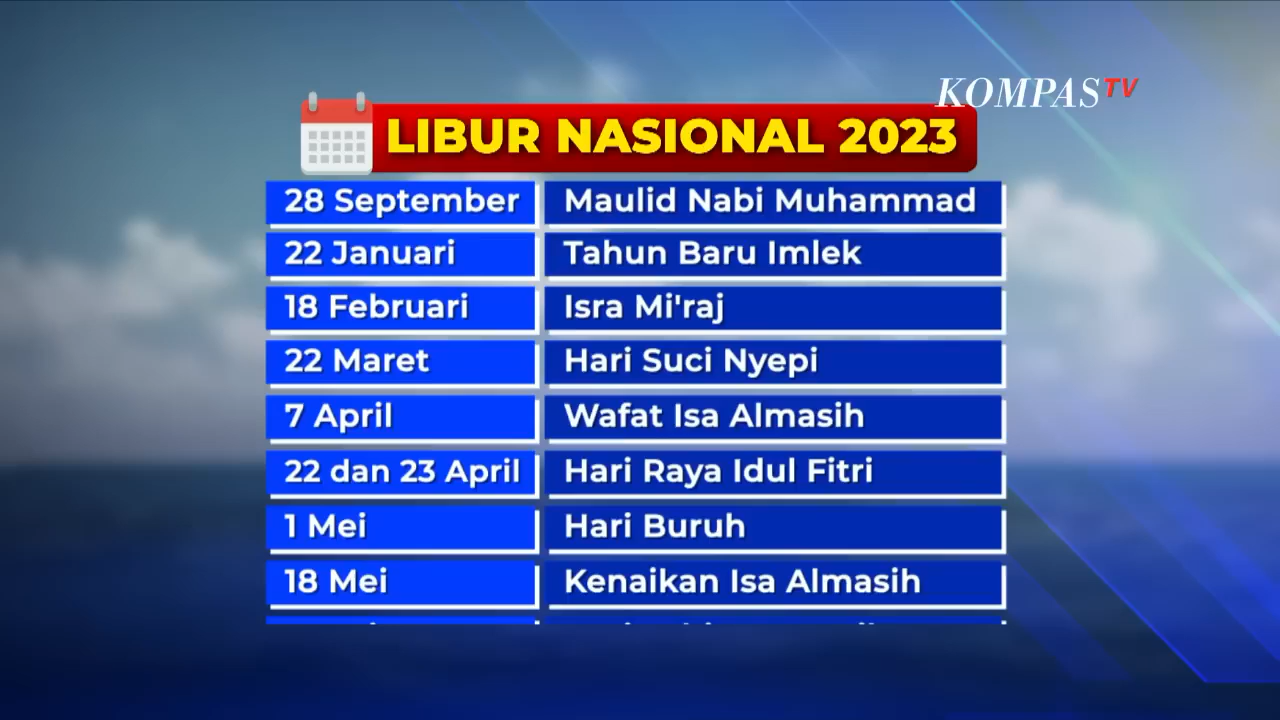 KOMPASTV
LIBUR NASIONAL 2023
28 September Maulid Nabi Muhammad
22 Januari Tahun Baru Imlek
18 Februari Isra Mi'raj
22 Maret Hari Suci Nyepi
7 April Wafat Isa Almasih
22 dan 23 April Hari Raya Idul Fitri
1 Mei Hari Buruh
18 Mei Kenaikan Isa Almasih